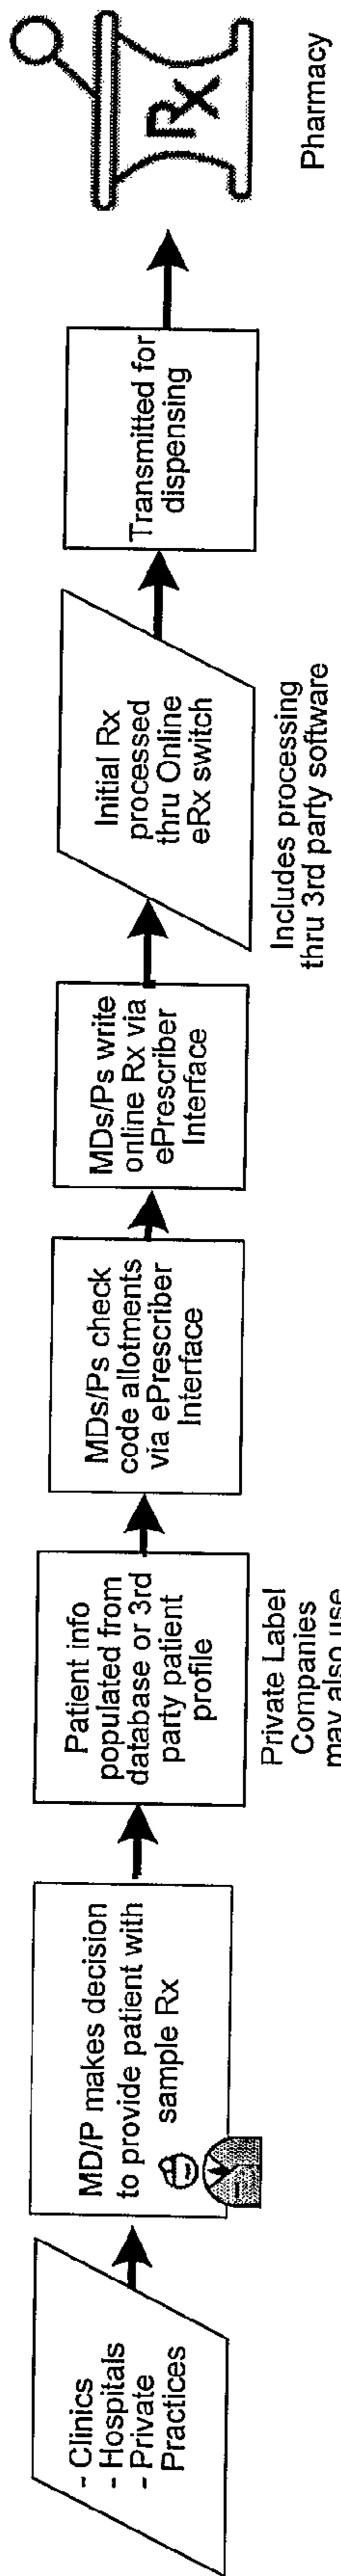 - Clinics
- Hospitals
- Private
Practices
MD/P makes decision
to provide patient with
sample Rx
Patient info
populated from
database or 3rd
party patient
profile
Private Label
Companies
may also use
MDs/Ps check
code allotments
via ePrescriber
Interface
MDs/Ps write
online Rx via
ePrescriber
Interface
Initial Rx
processed
thru Online
eRx switch
Includes processing
thru 3rd party software
Transmitted for
dispensing
Rx
Pharmacy